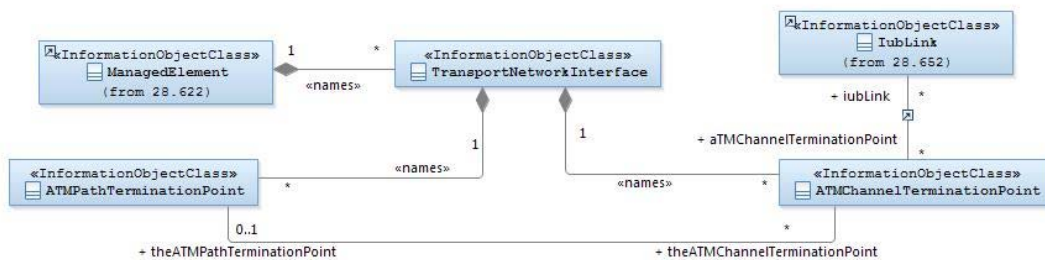 «InformationObjectClass»
ManagedElement
(from 28.622)
1
*
«names»
«InformationObjectClass»
TransportNetworkInterface
«InformationObjectClass»
IubLink
(from 28.652)
+ iubLink
*
+ aTMChannelTerminationPoint
*
1
«names»
*
1
«names»
*
«InformationObjectClass»
ATMPathTerminationPoint
«InformationObjectClass»
ATMChannelTerminationPoint
0..1
+ theATMPathTerminationPoint
*
+ theATMChannelTerminationPoint